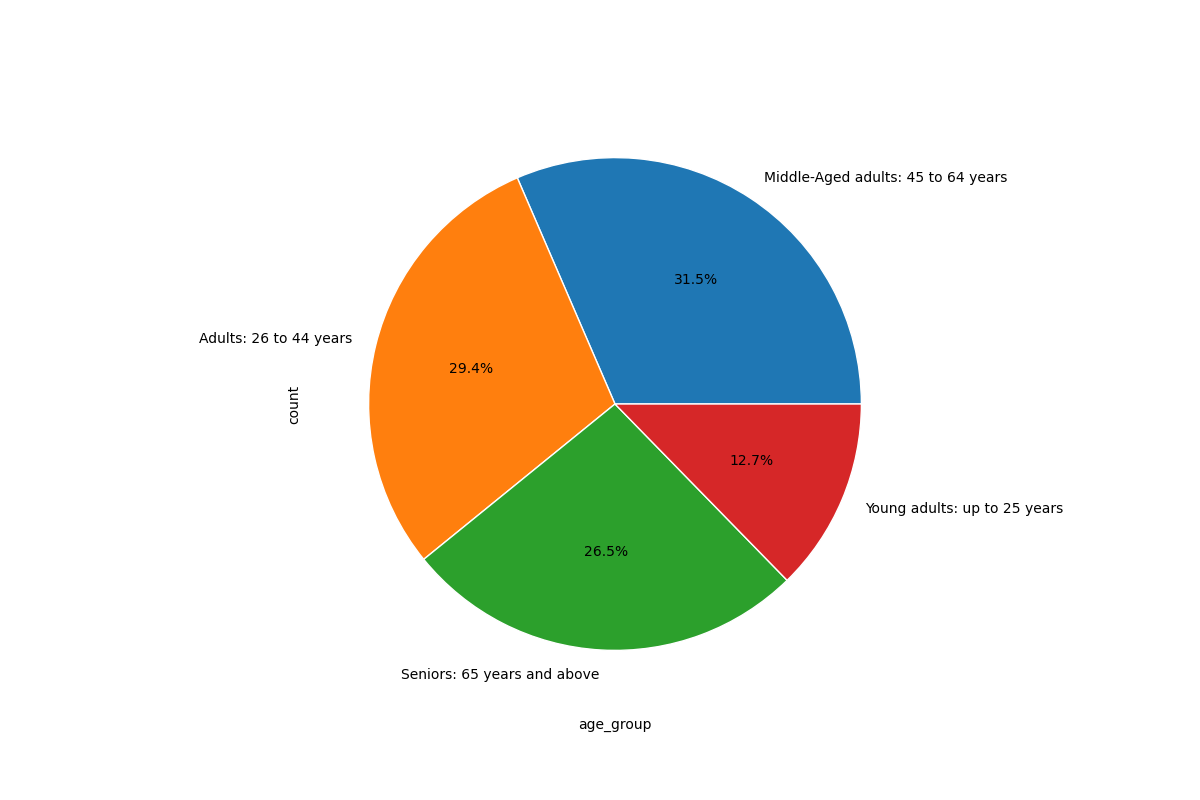 Middle-Aged adults: 45 to 64 years
31.5%
Adults: 26 to 44 years
29.4%
count
12.7%
Young adults: up to 25 years
26.5%
Seniors: 65 years and above
age_group